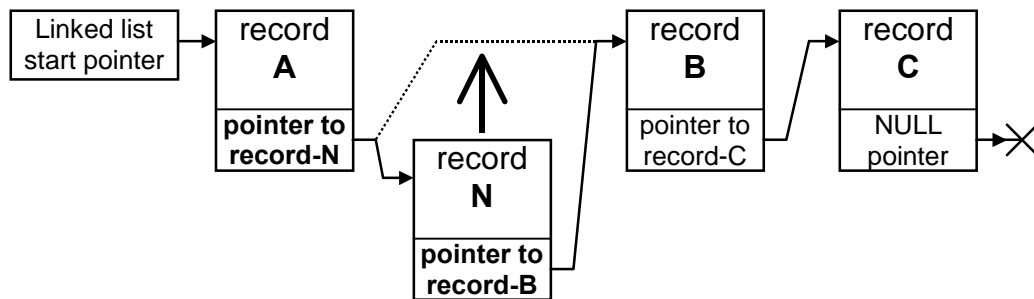 Linked list
start pointer
record
A
pointer to
record-N
record
N
pointer to
record-B
record
B
pointer to
record-C
record
C
NULL
pointer